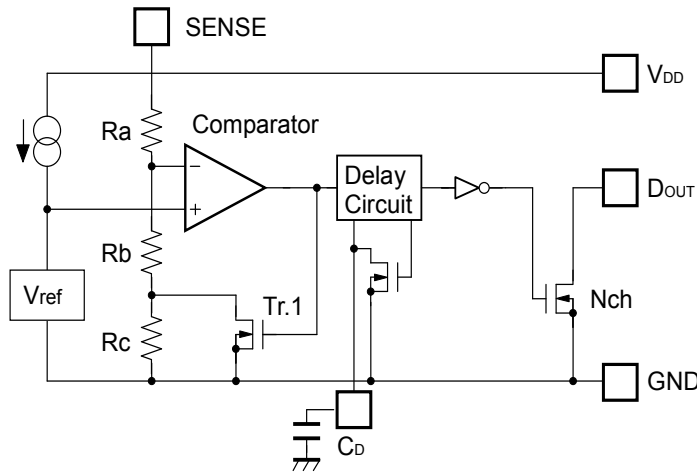 SENSE
VDD
Ra
Comparator
−
+
Delay
Circuit
DOUT
Rb
Vref
Tr.1
Nch
Rc
GND
CD